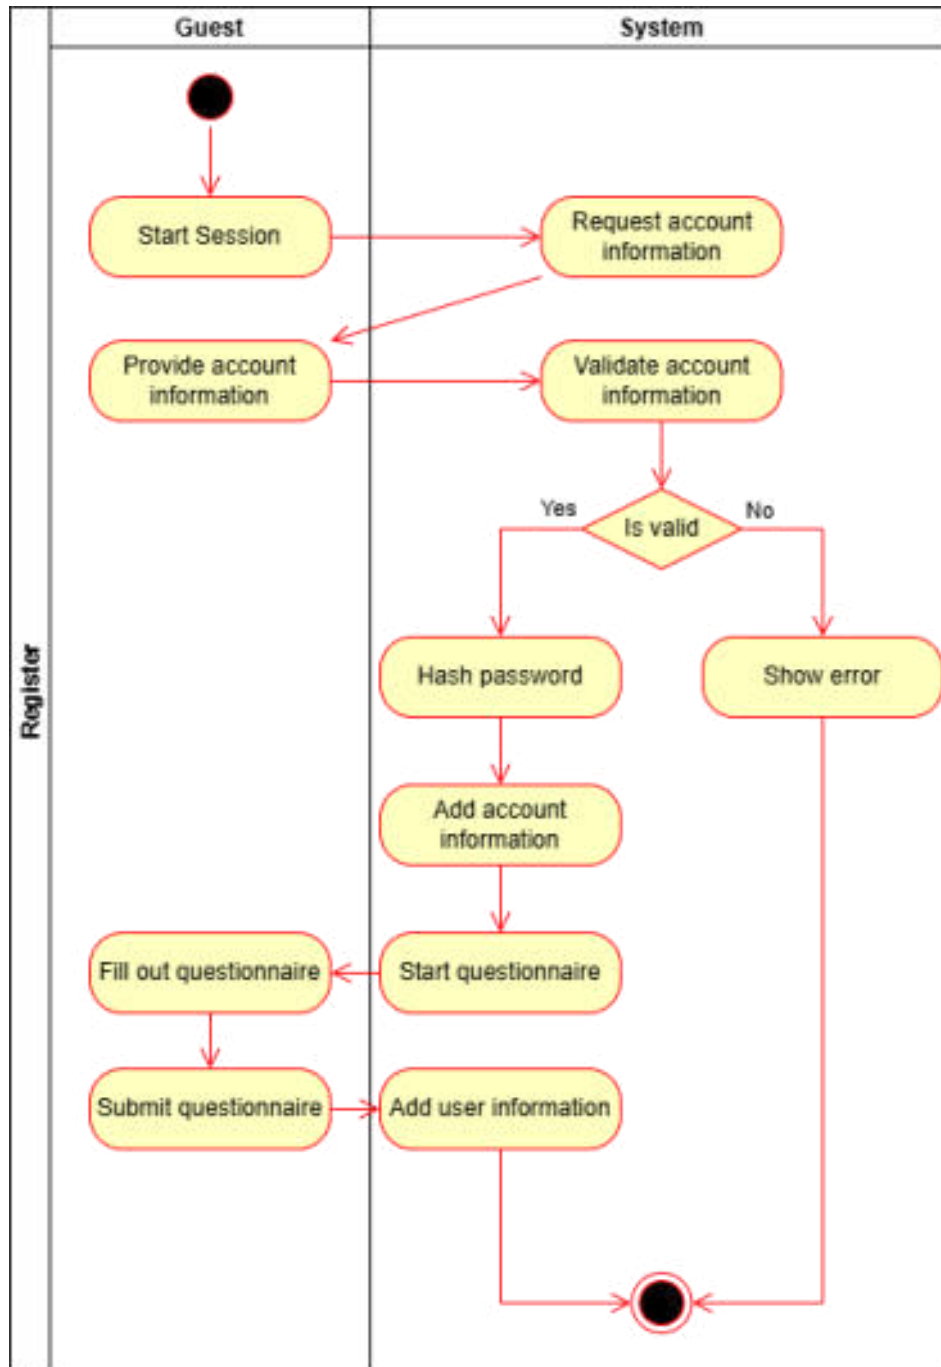 Guest
System
Register
Start Session
Request account
information
Provide account
information
Validate account
information
Yes
Is valid
No
Hash password
Show error
Add account
information
Fill out questionnaire
Start questionnaire
Submit questionnaire
Add user information